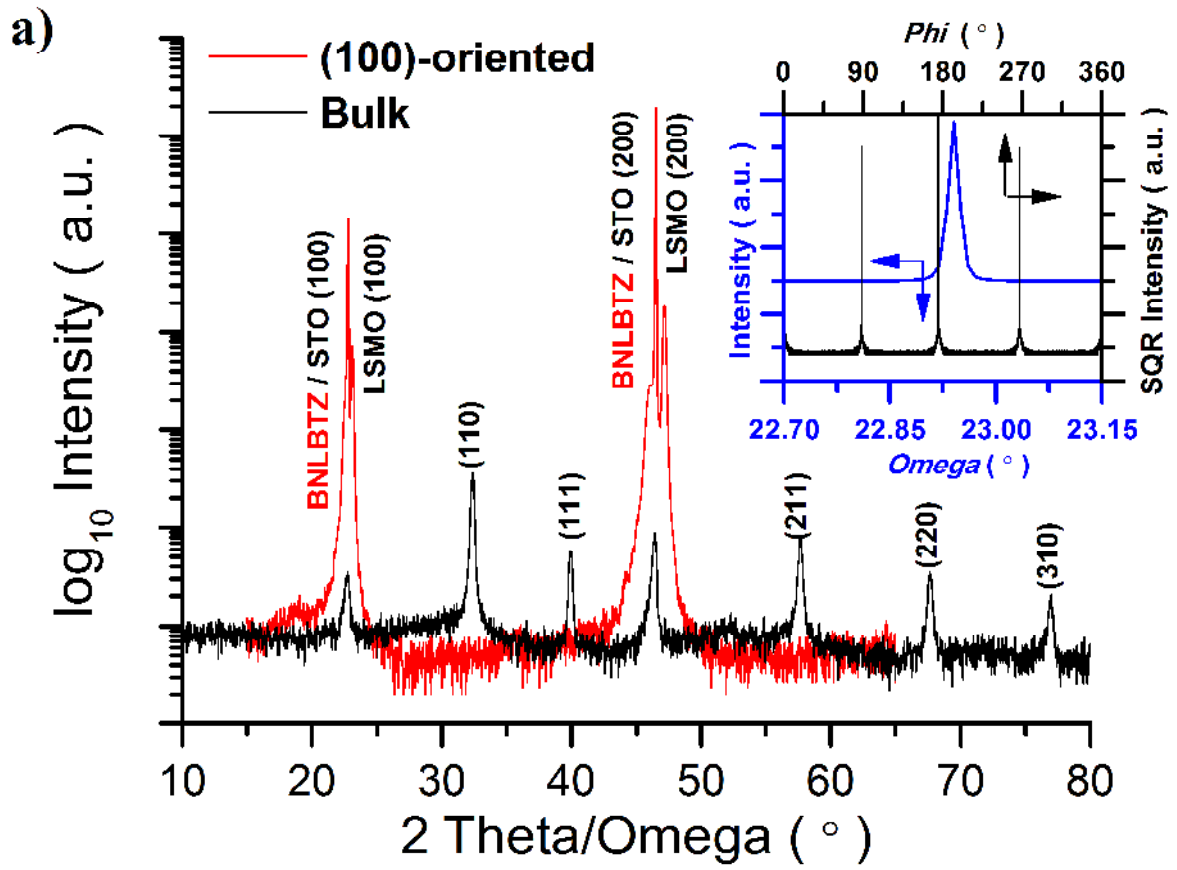 a)
(100)-oriented
Bulk
log10 Intensity ( a.u. )
BNLBTZ / STO (100)
LSMO (100)
(110)
(111)
BNLBTZ / STO (200)
LSMO (200)
(211)
(220)
(310)
10 20 30 40 50 60 70 80
2 Theta/Omega ( ° )
Phi ( ° )
0 90 180 270 360
Intensity ( a.u. )
SQR Intensity ( a.u. )
22.70 22.85 23.00 23.15
Omega ( ° )